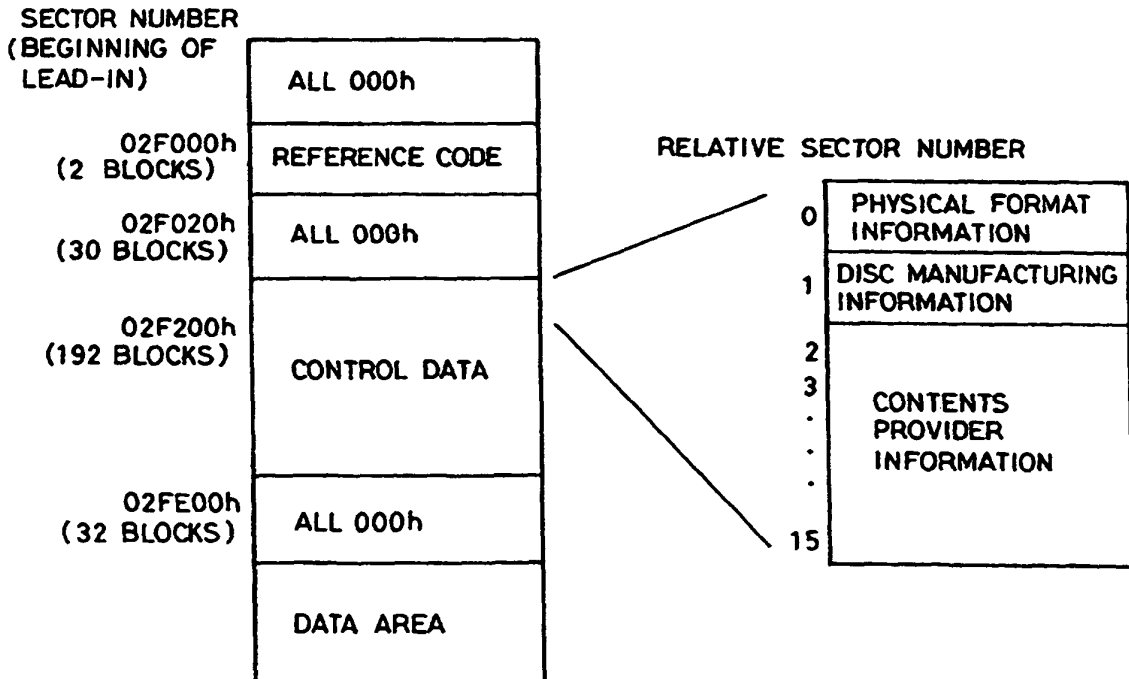 SECTOR NUMBER
(BEGINNING OF
LEAD-IN)
ALL 000h
02F000h
(2 BLOCKS)
REFERENCE CODE
02F020h
(30 BLOCKS)
ALL 000h
02F200h
(192 BLOCKS)
CONTROL DATA
02FE00h
(32 BLOCKS)
ALL 000h
DATA AREA
RELATIVE SECTOR NUMBER
0
PHYSICAL FORMAT
INFORMATION
1
DISC MANUFACTURING
INFORMATION
2
3
.
.
.
15
CONTENTS
PROVIDER
INFORMATION